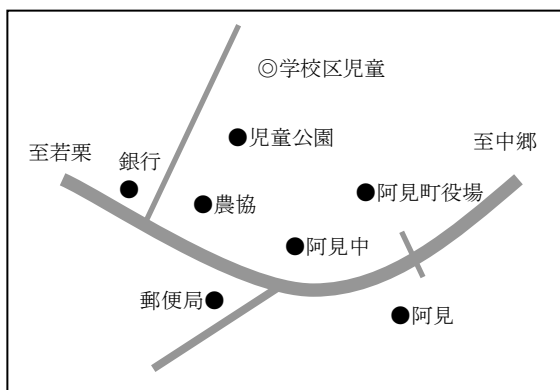 ◎学校区児童
●児童公園
至若栗
銀行
至中郷
●農協
●阿見町役場
●阿見中
郵便局●
●阿見